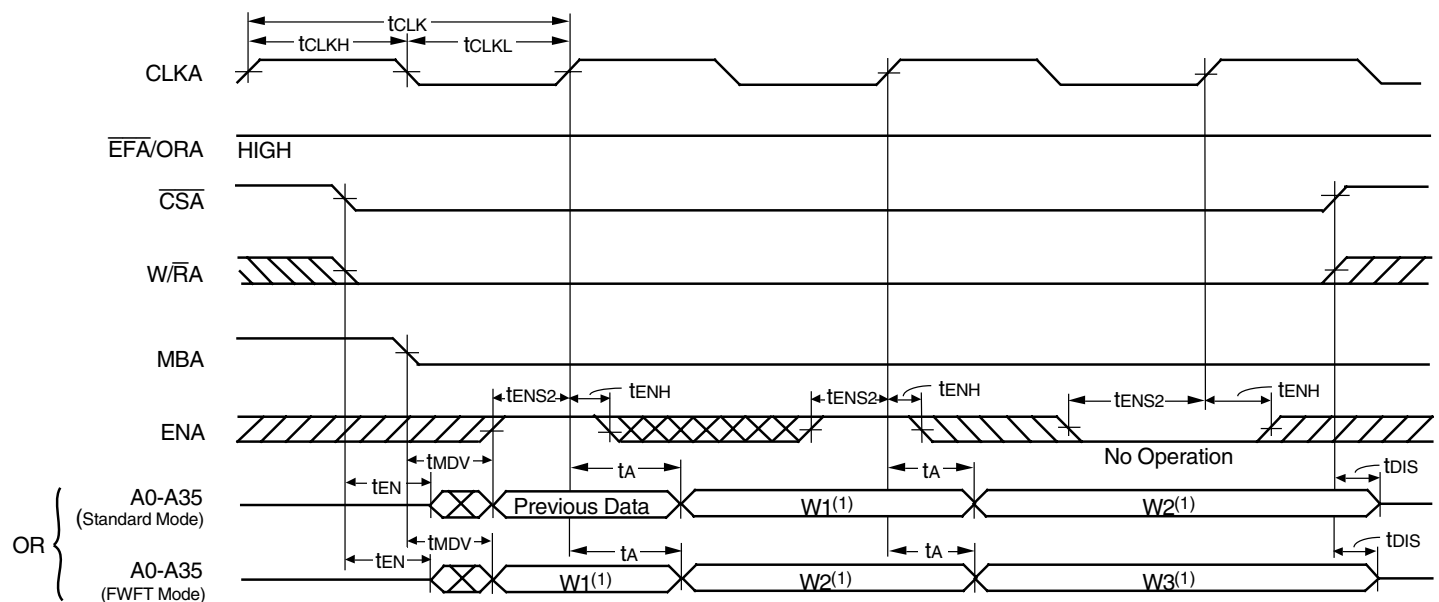 tCLK
tCLKH
tCLKL
CLKA
EFA/ORA
HIGH
CSA
W/RA
MBA
tENS2
tENH
tENS2
tENH
tENS2
tENH
ENA
No Operation
tMDV
tA
tA
tDIS
tEN
A0-A35
(Standard Mode)
Previous Data
W1(1)
W2(1)
OR
tMDV
tA
tA
tDIS
tEN
A0-A35
(FWFT Mode)
W1(1)
W2(1)
W3(1)